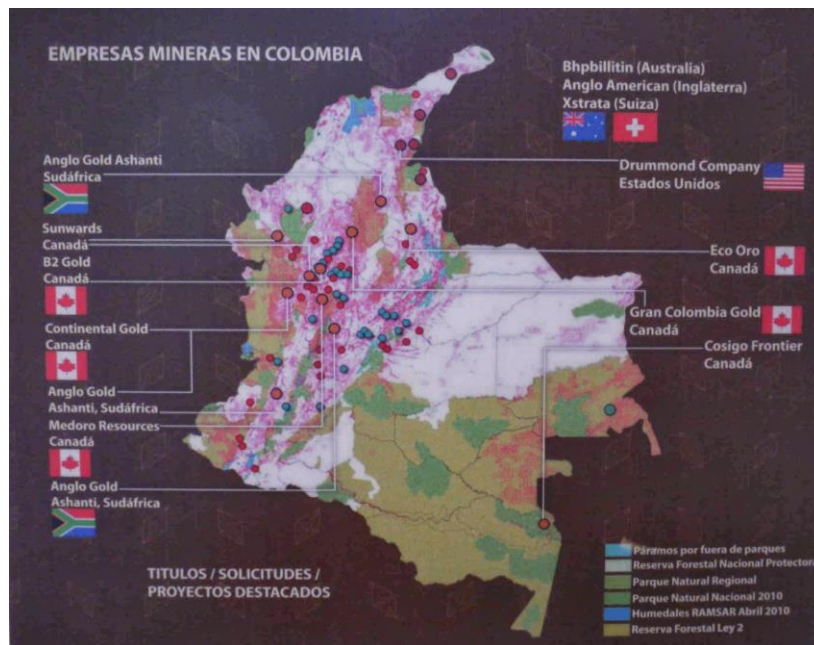 EMPRESAS MINERAS EN COLOMBIA
Bhpbillitin (Australia)
Anglo American (Inglaterra)
Xstrata (Suiza)
Drummond Company
Estados Unidos
Anglo Gold Ashanti
Sudáfrica
Sunwards
Canadá
B2 Gold
Canadá
Eco Oro
Canadá
Gran Colombia Gold
Canadá
Continental Gold
Canadá
Cosigo Frontier
Canadá
Anglo Gold
Ashanti, Sudáfrica
Medoro Resources
Canadá
Anglo Gold
Ashanti, Sudáfrica
TITULOS / SOLICITUDES /
PROYECTOS DESTACADOS
Páramos por fuera de parques
Reserva Forestal Nacional Protectora
Parque Natural Regional
Parque Natural Nacional 2010
Humedales RAMSAR Abril 2010
Reserva Forestal Ley 2